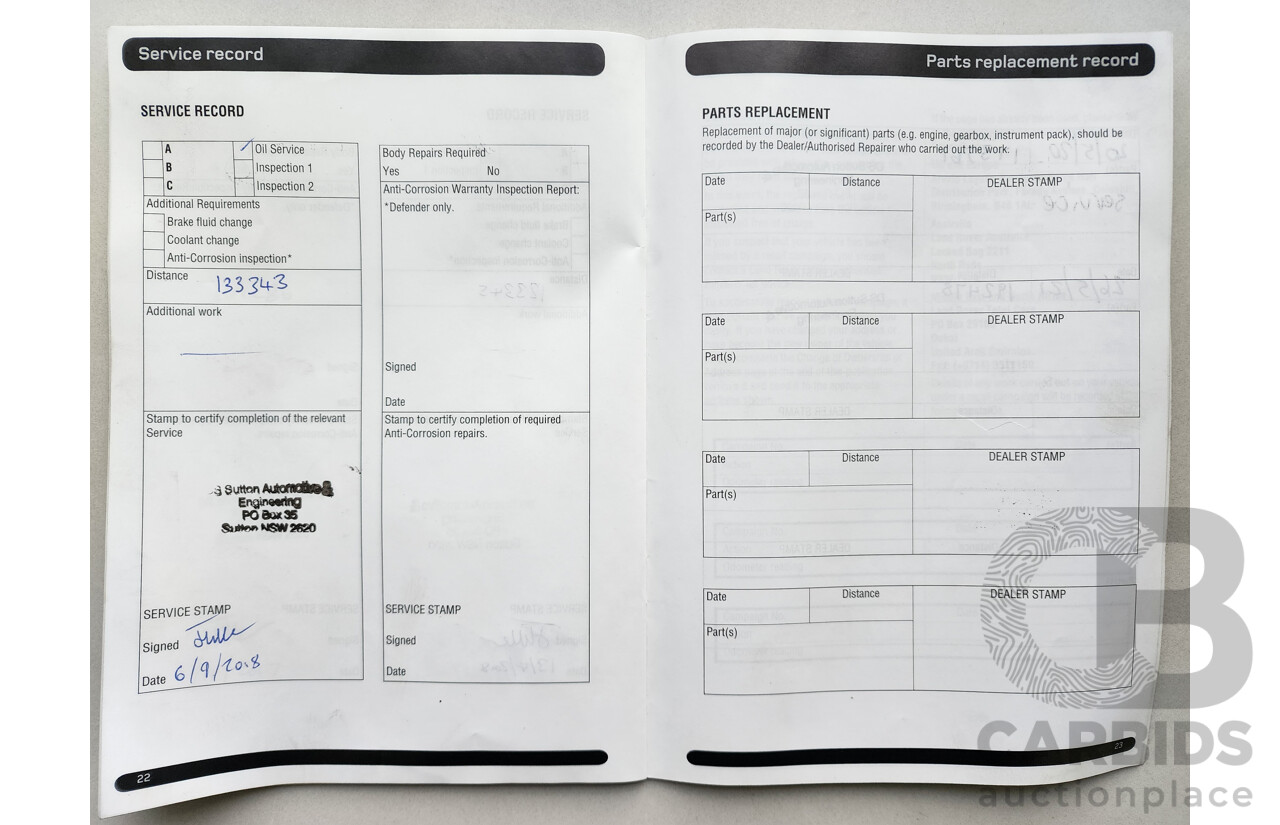 Service record
SERVICE RECORD
A
B
C
Oil Service
Inspection 1
Inspection 2
Additional Requirements
Brake fluid change
Coolant change
Anti-Corrosion inspection*
Distance
133343
Additional work
Stamp to certify completion of the relevant
Service
Sutton Automotive &
Engineering
PO Box 35
Sutton NSW 2620
SERVICE STAMP
Signed
Date 6/9/2018
Body Repairs Required
Yes No
Anti-Corrosion Warranty Inspection Report:
*Defender only.
Signed
Date
Stamp to certify completion of required
Anti-Corrosion repairs.
SERVICE STAMP
Signed
Date
22
Parts replacement record
PARTS REPLACEMENT
Replacement of major (or significant) parts (e.g. engine, gearbox, instrument pack), should be
recorded by the Dealer/Authorised Repairer who carried out the work.
Date Distance DEALER STAMP
Part(s)
Date Distance DEALER STAMP
Part(s)
Date Distance DEALER STAMP
Part(s)
Date Distance DEALER STAMP
Part(s)
23
CARBIDS
auctionplace